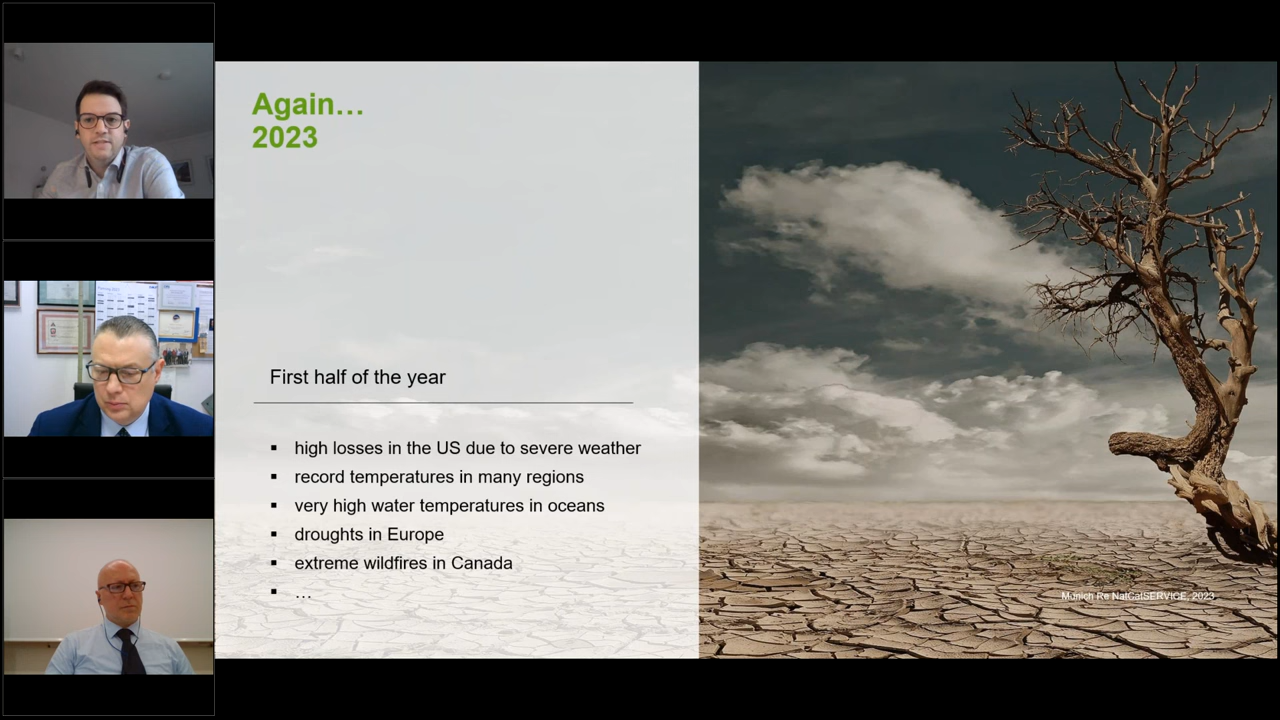 Again…
2023
First half of the year
▪ high losses in the US due to severe weather
▪ record temperatures in many regions
▪ very high water temperatures in oceans
▪ droughts in Europe
▪ extreme wildfires in Canada
▪ …
Munich Re NatCatSERVICE, 2023